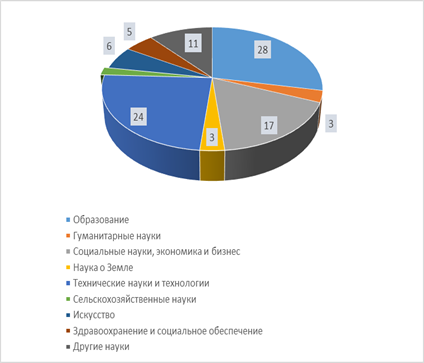 5
11
28
6
3
24
3
17
Образование
Гуманитарные науки
Социальные науки, экономика и бизнес
Наука о Земле
Технические науки и технологии
Сельскохозяйственные науки
Искусство
Здравоохранение и социальное обеспечение
Другие науки